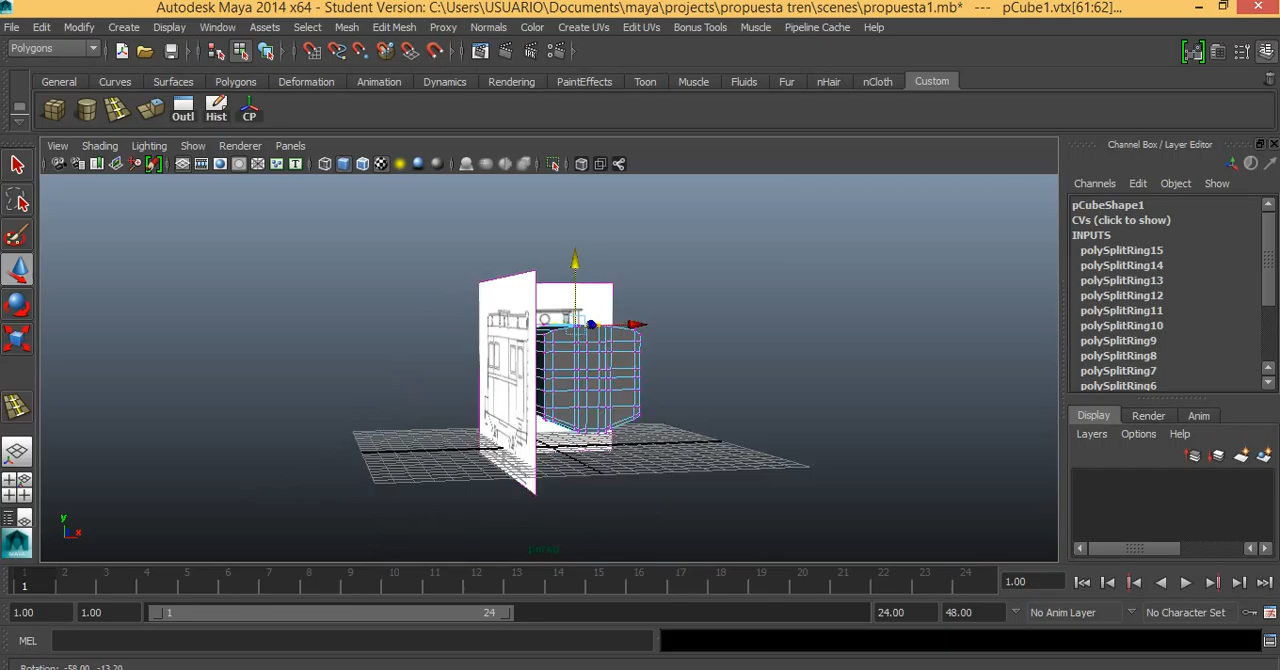 Autodesk Maya 2014 x64 - Student Version: C:\Users\USUARIO\Documents\maya\projects\propuesta tren\scenes\propuesta1.mb* --- pCube1.vtx[61:62]...
File Edit Modify Create Display Window Assets Select Mesh Edit Mesh Proxy Normals Color Create UVs Edit UVs Bonus Tools Muscle Pipeline Cache Help
Polygons
General Curves Surfaces Polygons Deformation Animation Dynamics Rendering PaintEffects Toon Muscle Fluids Fur nHair nCloth Custom
Outl Hist CP
View Shading Lighting Show Renderer Panels
Channel Box / Layer Editor
Channels Edit Object Show
pCubeShape1
CVs (click to show)
INPUTS
polySplitRing15
polySplitRing14
polySplitRing13
polySplitRing12
polySplitRing11
polySplitRing10
polySplitRing9
polySplitRing8
polySplitRing7
polySplitRing6
Display Render Anim
Layers Options Help
y
x
persp
1 2 3 4 5 6 7 8 9 10 11 12 13 14 15 16 17 18 19 20 21 22 23 24
1
1.00
1.00 1.00 1 24 24.00 48.00 No Anim Layer No Character Set
MEL
Rotation: -58.00 -13.20